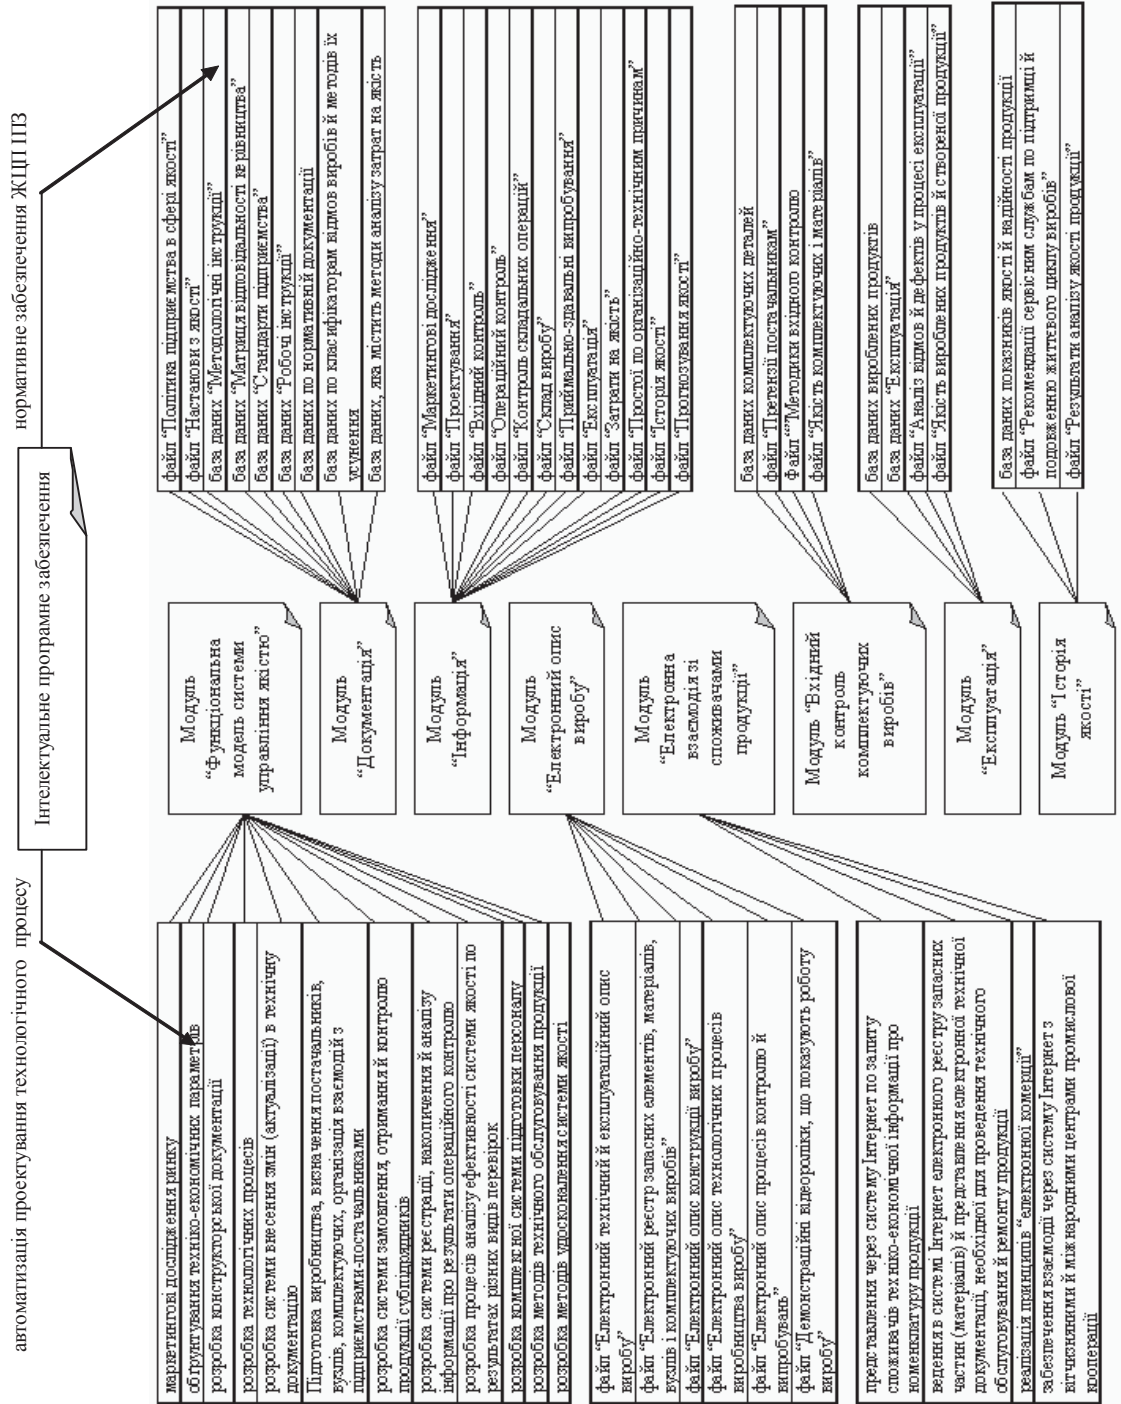 Інтелектуальне програмне забезпечення
автоматизація проектування технологічного процесу
нормативне забезпечення ЖЦП ППЗ
маркетингові дослідження ринку
обґрунтування техніко-економічних параметрів
розробка конструкторської документації
розробка технологічних процесів
розробка системи внесення змін (актуалізації) в технічну
документацію
Підготовка виробництва, визначення постачальників,
вузлів, комплектуючих, організація взаємодій з
підприємствами-постачальниками
розробка системи замовлення, отримання й контролю
продукції субпідрядників
розробка системи реєстрації, накопичення й аналізу
інформації про результати операційного контролю
розробка процесів аналізу ефективності системи якості по
результатах різних видів перевірок
розробка комплексної системи підготовки персоналу
розробка методів технічного обслуговування продукції
розробка методів удосконалення системи якості
файл “Електронний технічний й експлуатаційний опис
виробу”
файл “Електронний реєстр запасних елементів, матеріалів,
вузлів і комплектуючих виробів”
файл “Електронний опис конструкції виробу”
файл “Електронний опис технологічних процесів
виробництва виробу”
файл “Електронний опис процесів контролю й
випробувань”
файл “Демонстраційні відеоролики, що показують роботу
виробу”
представлення через систему Інтернет по запиту
споживачів техніко-економічної інформації про
номенклатуру продукції
ведення в системі Інтернет електронного реєстру запасних
частин (матеріалів) й представлення електронної технічної
документації, необхідної для проведення технічного
обслуговування й ремонту продукції
реалізація принципів “електронної комерції”
забезпечення взаємодії через систему Інтернет з
вітчизняними й міжнародними центрами промислової
кооперації
Модуль
“Функціональна
модель системи
управління якістю”
Модуль
“Документація”
Модуль
“Інформація”
Модуль
“Електронний опис
виробу”
Модуль
“Електронна
взаємодія зі
споживачами
продукції”
Модуль “Вхідний
контроль
комплектуючих
виробів”
Модуль
“Експлуатація”
Модуль “Історія
якості”
файл “Політика підприємства в сфері якості”
файл “Настанови з якості”
база даних “Методологічні інструкції”
база даних “Матриця відповідальності керівництва”
база даних “Стандарти підприємства”
база даних “Робочі інструкції”
база даних по нормативній документації
база даних по класифікаторам відмов виробів й методів їх
усунення
база даних, яка містить методи аналізу затрат на якість
файл “Маркетингові дослідження”
файл “Проектування”
файл “Вхідний контроль”
файл “Операційний контроль”
файл “Контроль складальних операцій”
файл “Склад виробу”
файл “Приймально-здавальні випробування”
файл “Експлуатація”
файл “Затрати на якість”
файл “Простої по організаційно-технічним причинам”
файл “Історія якості”
файл “Прогнозування якості”
база даних комплектуючих деталей
файл “Претензії постачальникам”
Файл “”Методики вхідного контролю
файл “Якість комплектуючих і матеріалів”
база даних вироблених продуктів
база даних “Експлуатація”
файл “Аналіз відмов й дефектів у процесі експлуатації”
файл “Якість вироблених продуктів й створеної продукції”
база даних показників якості й надійності продукції
файл “Рекомендації сервісним службам по підтримці й
подовженню життєвого циклу виробів”
файл “Результати аналізу якості продукції”